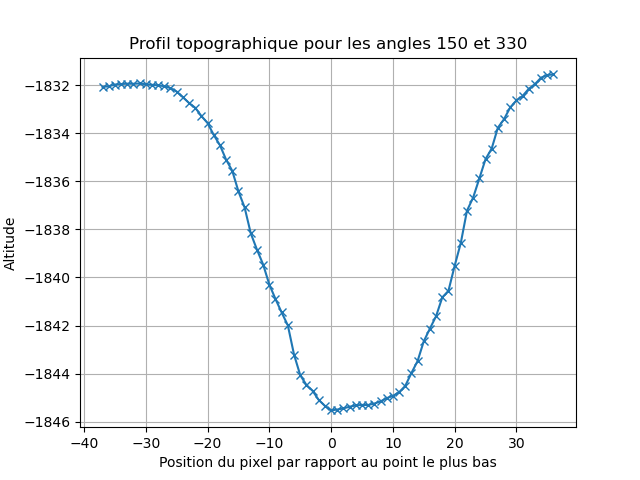 Profil topographique pour les angles 150 et 330
Altitude
−1832
−1834
−1836
−1838
−1840
−1842
−1844
−1846
−40 −30 −20 −10 0 10 20 30
Position du pixel par rapport au point le plus bas